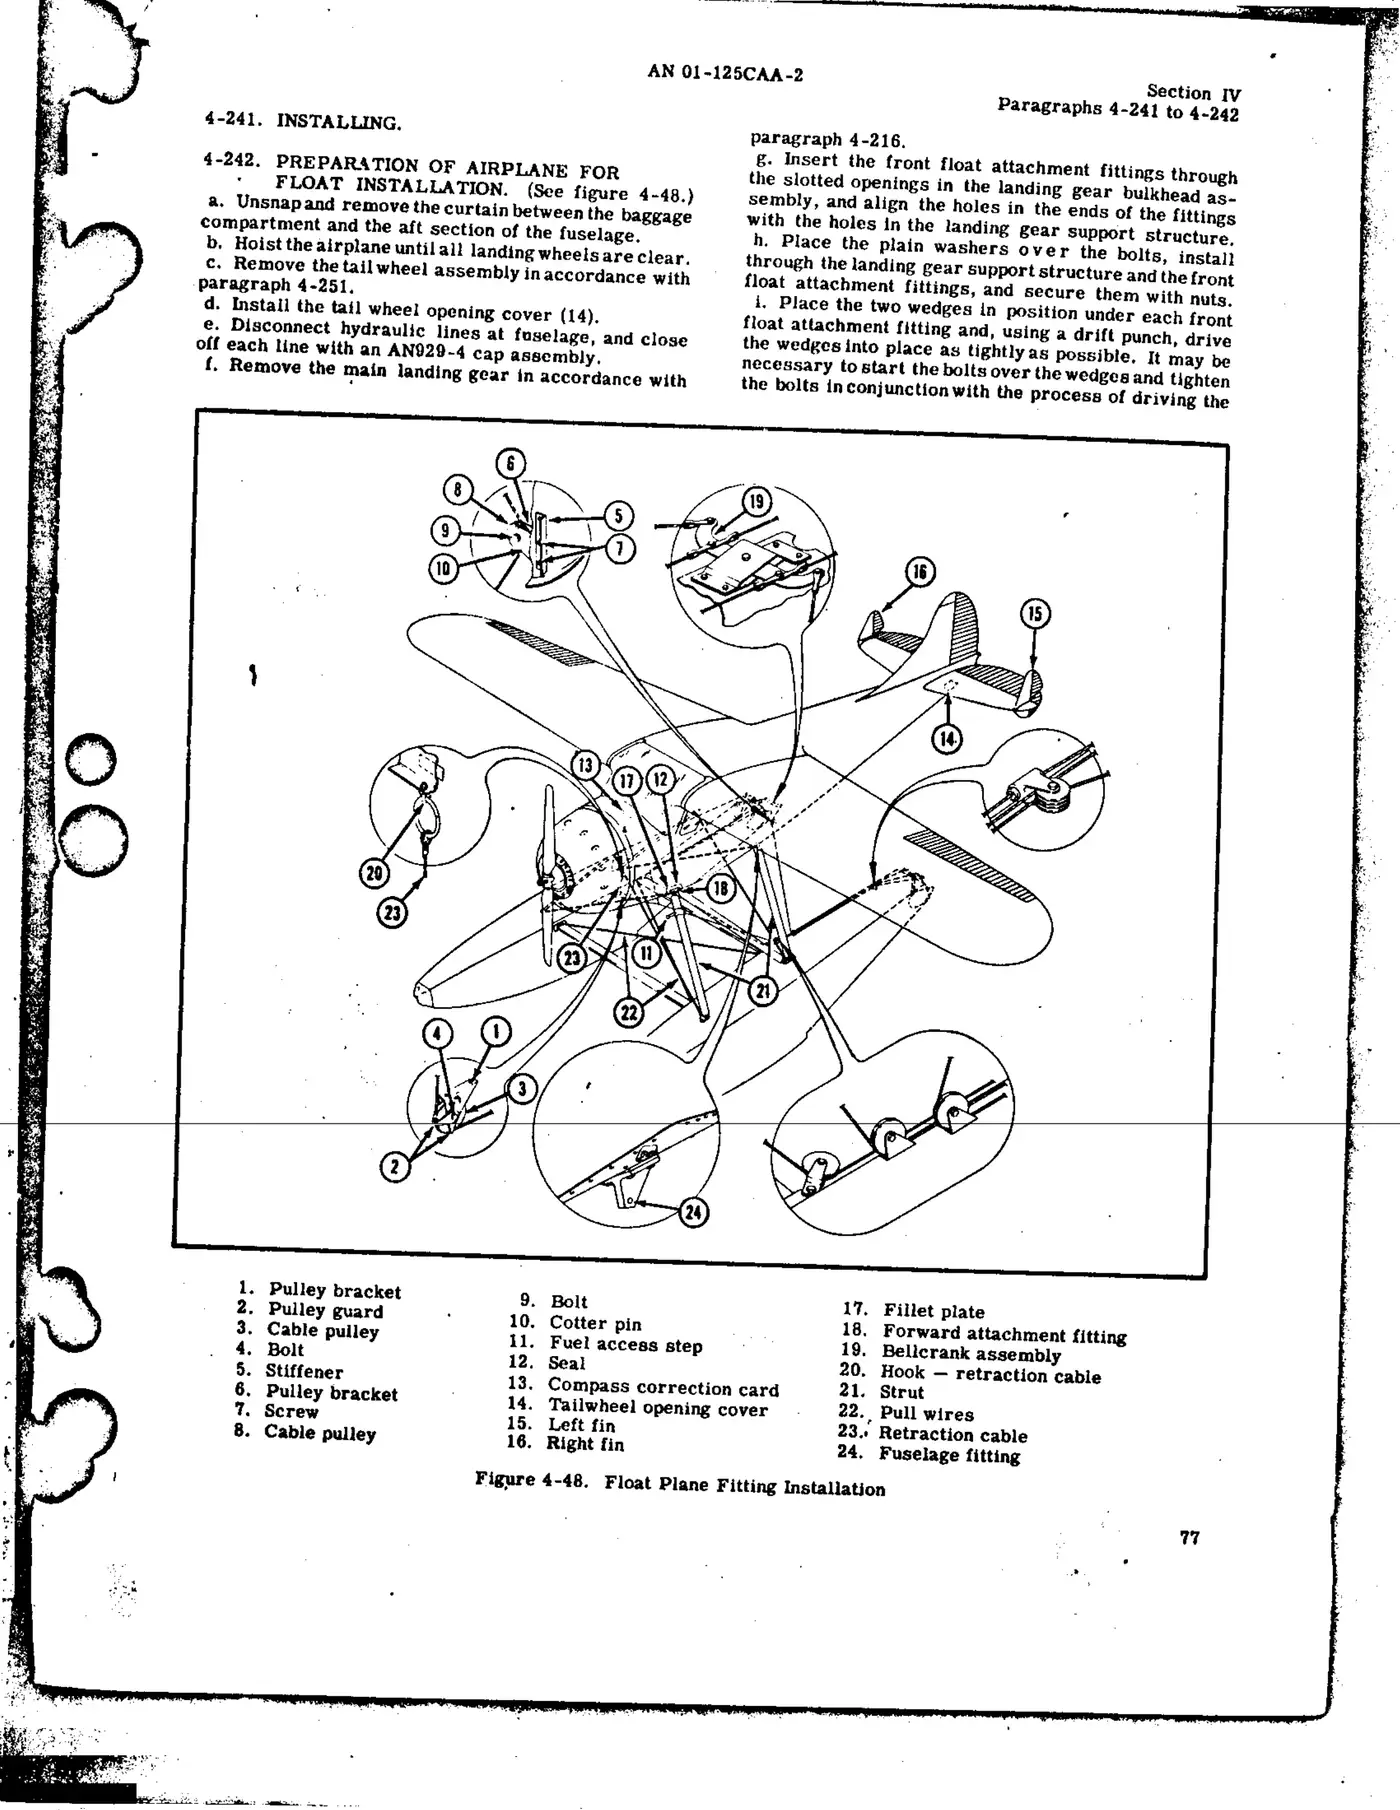 AN 01-125CAA-2
Section IV
Paragraphs 4-241 to 4-242
4-241. INSTALLING.
4-242. PREPARATION OF AIRPLANE FOR
FLOAT INSTALLATION. (See figure 4-48.)
a. Unsnap and remove the curtain between the baggage
compartment and the aft section of the fuselage.
b. Hoist the airplane until all landing wheels are clear.
c. Remove the tail wheel assembly in accordance with
paragraph 4-251.
d. Install the tail wheel opening cover (14).
e. Disconnect hydraulic lines at fuselage, and close
off each line with an AN929-4 cap assembly.
f. Remove the main landing gear in accordance with
paragraph 4-216.
g. Insert the front float attachment fittings through
the slotted openings in the landing gear bulkhead as-
sembly, and align the holes in the ends of the fittings
with the holes in the landing gear support structure.
h. Place the plain washers over the bolts, install
through the landing gear support structure and the front
float attachment fittings, and secure them with nuts.
i. Place the two wedges in position under each front
float attachment fitting and, using a drift punch, drive
the wedges into place as tightly as possible. It may be
necessary to start the bolts over the wedges and tighten
the bolts in conjunction with the process of driving the
6
8
5
19
9
7
10
16
15
14
13
17
12
20
18
23
23
11
21
22
4
1
3
2
24
1. Pulley bracket
2. Pulley guard
3. Cable pulley
4. Bolt
5. Stiffener
6. Pulley bracket
7. Screw
8. Cable pulley
9. Bolt
10. Cotter pin
11. Fuel access step
12. Seal
13. Compass correction card
14. Tailwheel opening cover
15. Left fin
16. Right fin
17. Fillet plate
18. Forward attachment fitting
19. Bellcrank assembly
20. Hook — retraction cable
21. Strut
22. Pull wires
23. Retraction cable
24. Fuselage fitting
Figure 4-48. Float Plane Fitting Installation
77